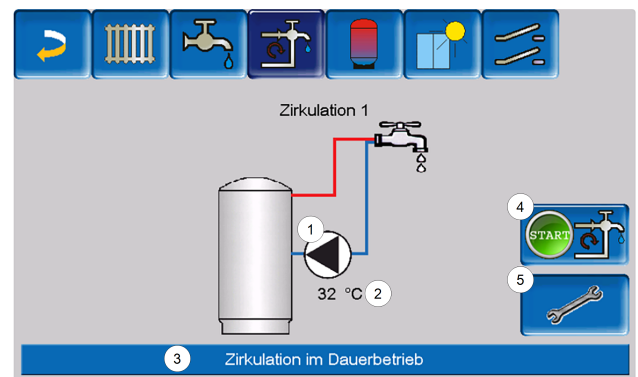 Zirkulation 1
1
4
START
32 °C 2
5
3 Zirkulation im Dauerbetrieb